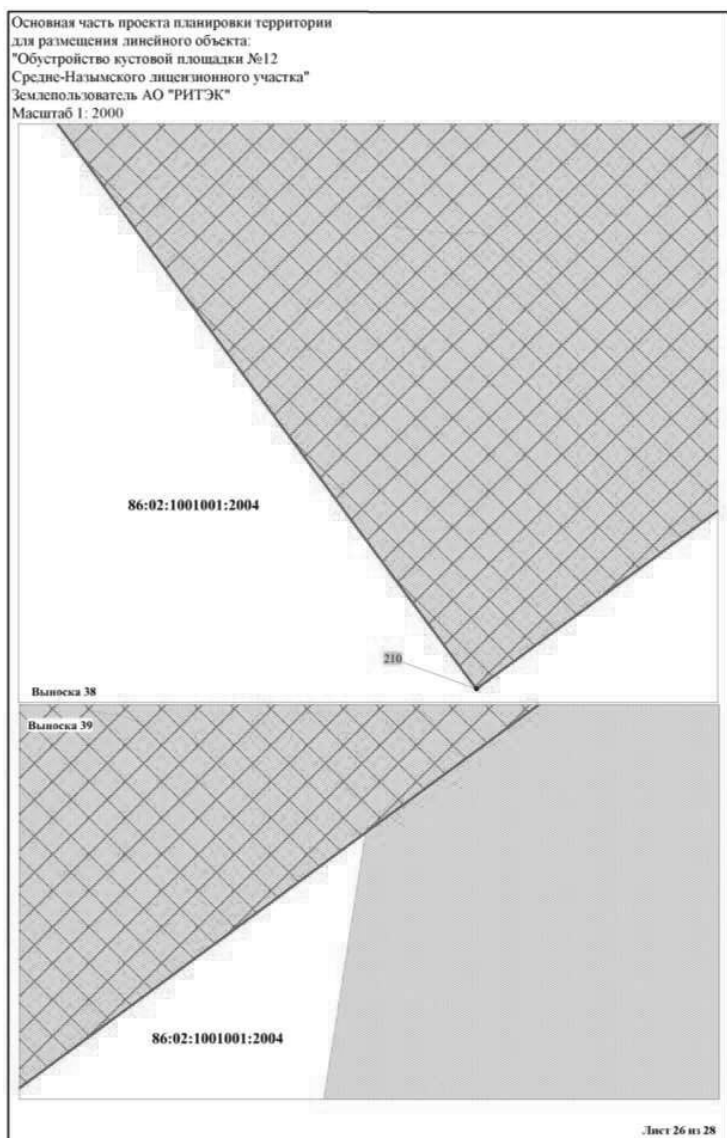 Основная часть проекта планировки территории
для размещения линейного объекта:
"Обустройство кустовой площадки №12
Средне-Назымского лицензионного участка"
Землепользователь АО "РИТЭК"
Масштаб 1: 2000
86:02:1001001:2004
210
Выноска 38
Выноска 39
86:02:1001001:2004
Лист 26 из 28